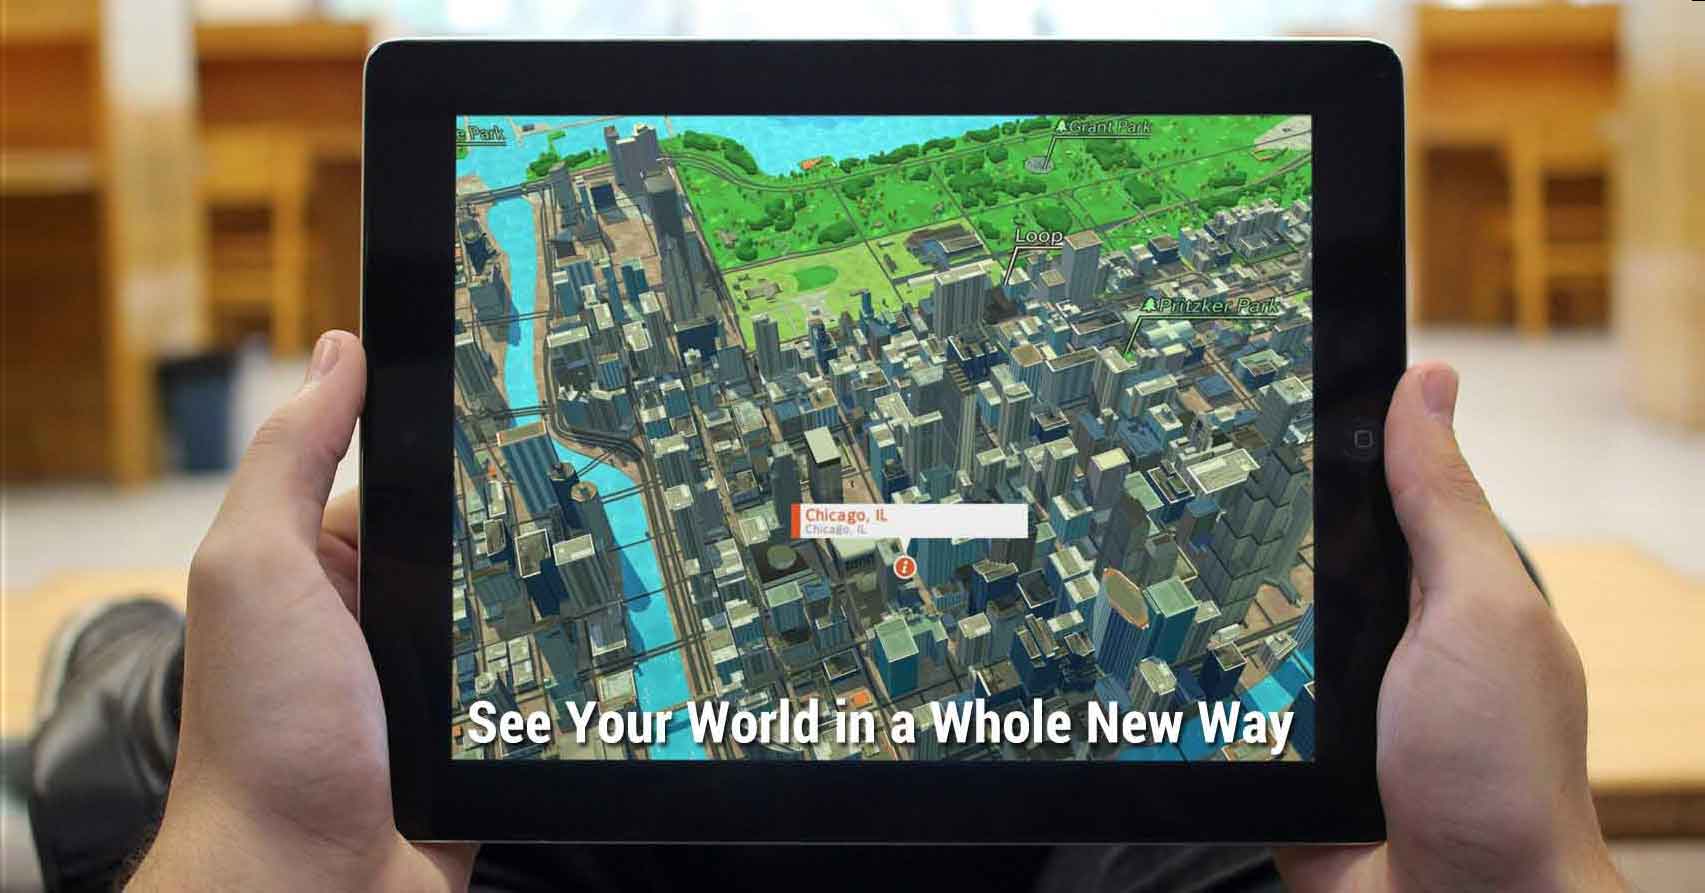 e Park
Grant Park
Loop
Pritzker Park
Chicago, IL
Chicago, IL
i
See Your World in a Whole New Way